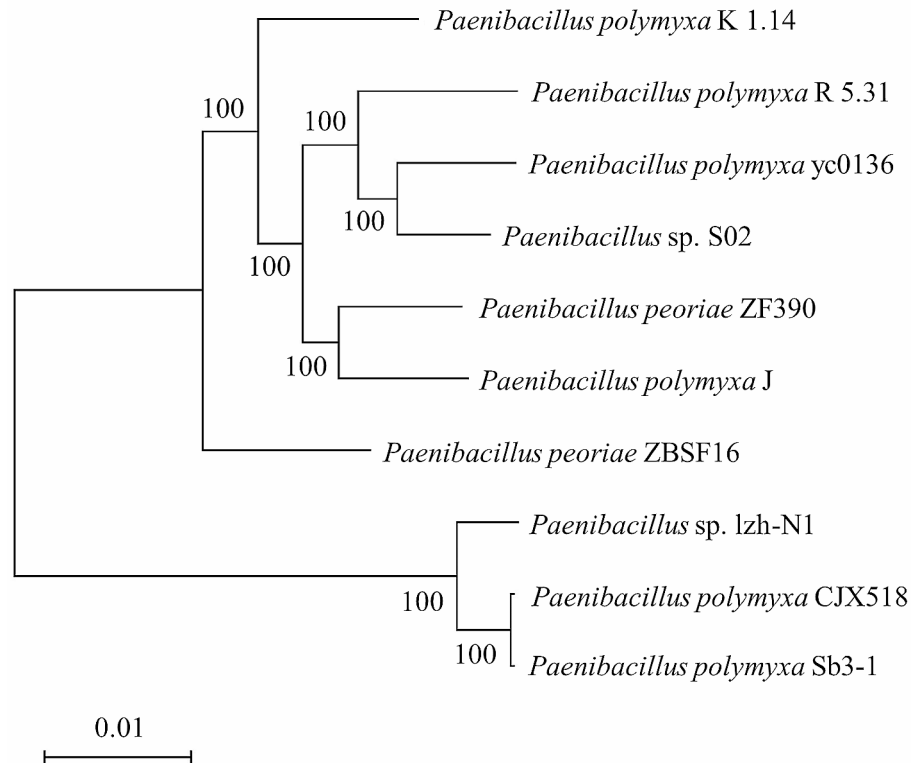 Paenibacillus polymyxa K 1.14
100
Paenibacillus polymyxa R 5.31
100
Paenibacillus polymyxa yc0136
100
Paenibacillus sp. S02
100
Paenibacillus peoriae ZF390
100
Paenibacillus polymyxa J
Paenibacillus peoriae ZBSF16
Paenibacillus sp. lzh-N1
100
Paenibacillus polymyxa CJX518
100
Paenibacillus polymyxa Sb3-1
0.01